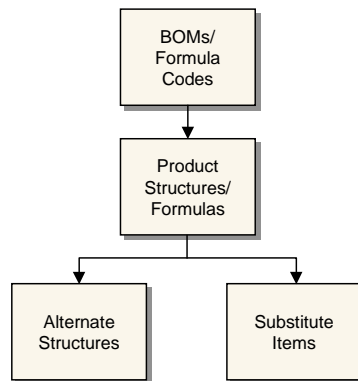 BOMs/
Formula
Codes
Product
Structures/
Formulas
Alternate
Structures
Substitute
Items